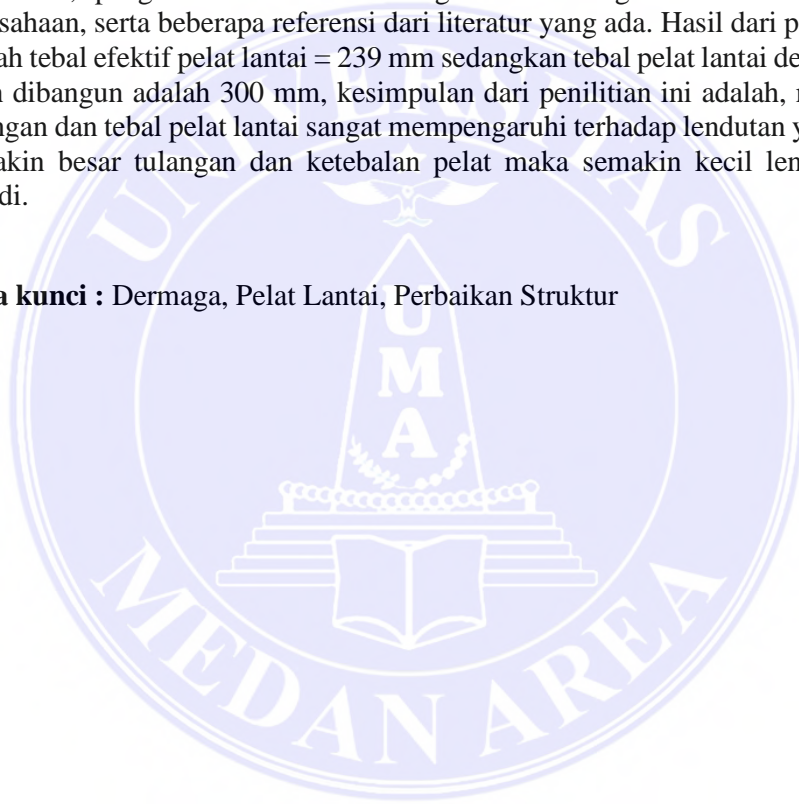 sahaan, serta beberapa referensi dari literatur yang ada. Hasil dari p
ah tebal efektif pelat lantai = 239 mm sedangkan tebal pelat lantai de
dibangun adalah 300 mm, kesimpulan dari penilitian ini adalah,
ngan dan tebal pelat lantai sangat mempengaruhi terhadap lendutan y
akin besar tulangan dan ketebalan pelat maka semakin kecil len
di.
a kunci : Dermaga, Pelat Lantai, Perbaikan Struktur
UNIVERSITAS
UMA
MEDAN AREA